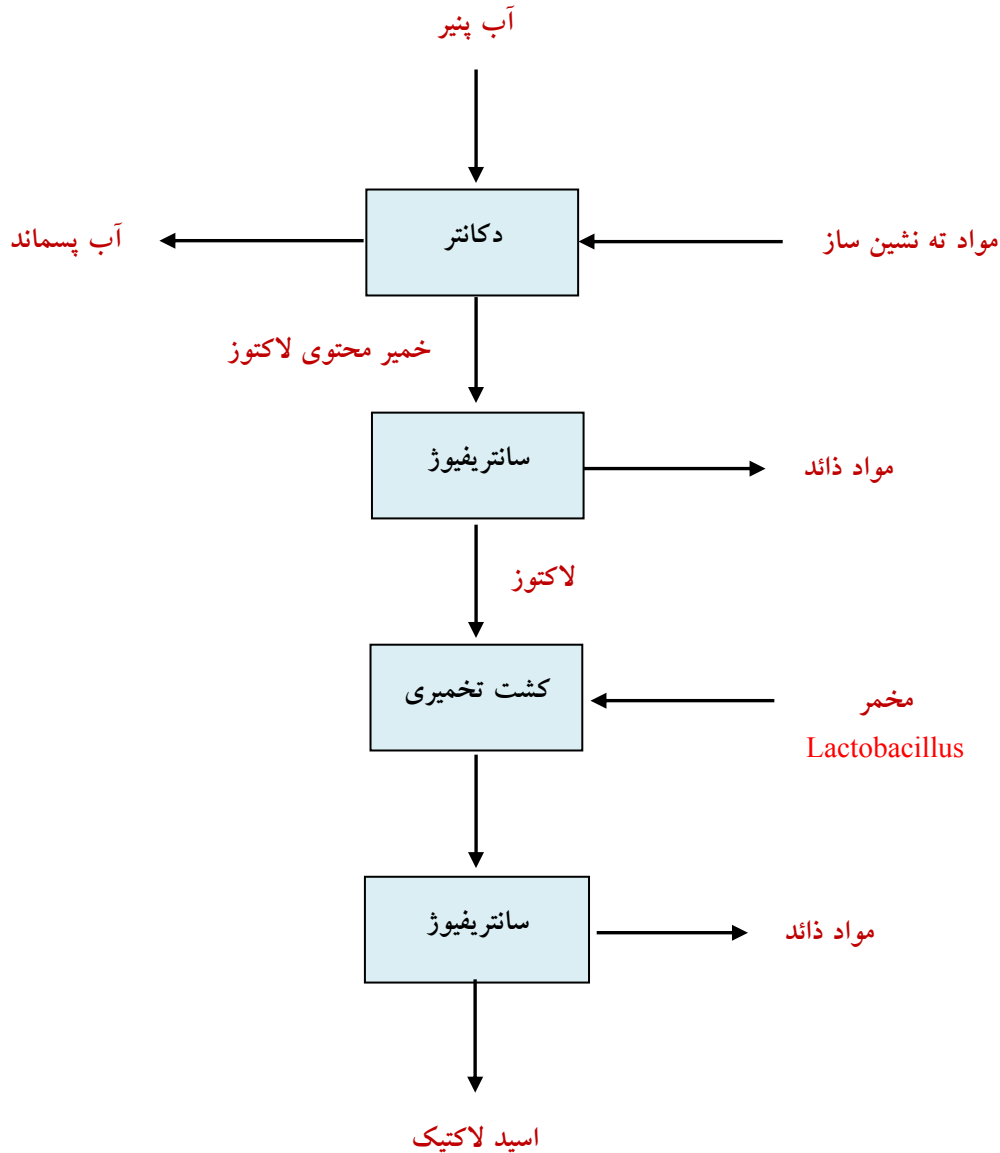 آب پنیر
دکانتر
مواد ته نشین ساز
آب پسماند
خمیر محتوی لاکتوز
سانتریفیوژ
مواد ذائد
لاکتوز
کشت تخمیری
مخمر
Lactobacillus
سانتریفیوژ
مواد ذائد
اسید لاکتیک